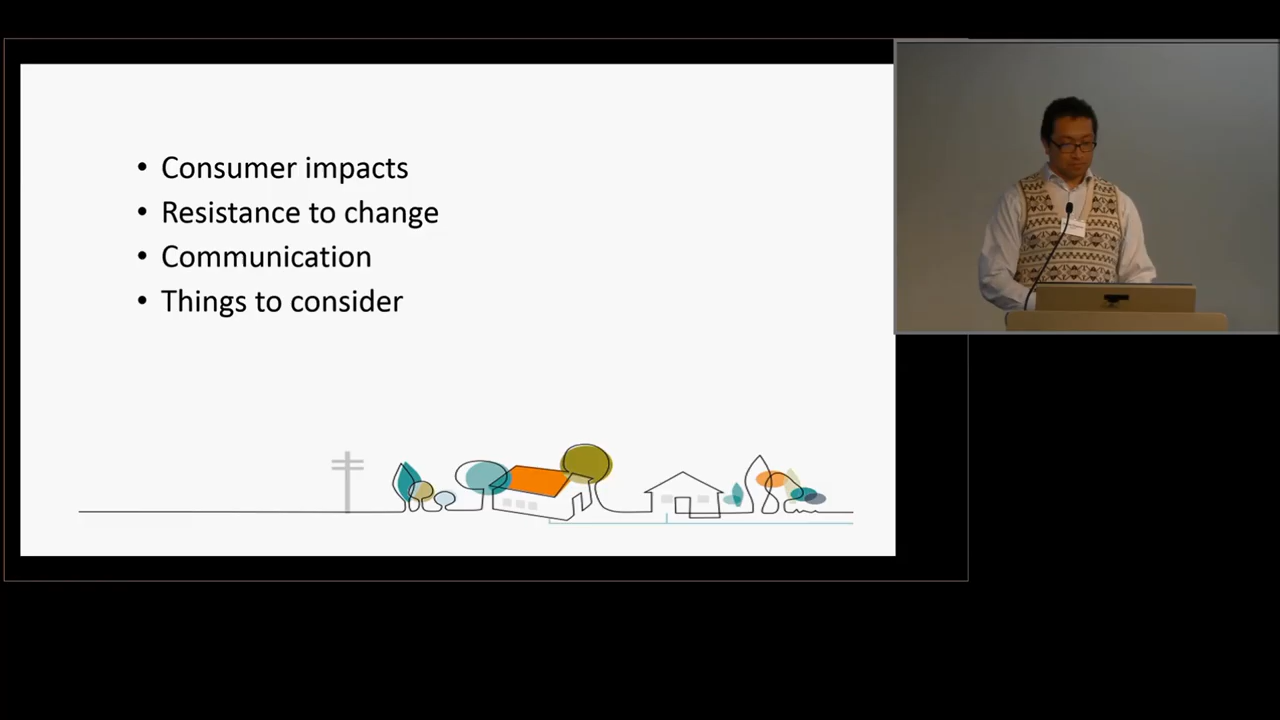 • Consumer impacts
• Resistance to change
• Communication
• Things to consider